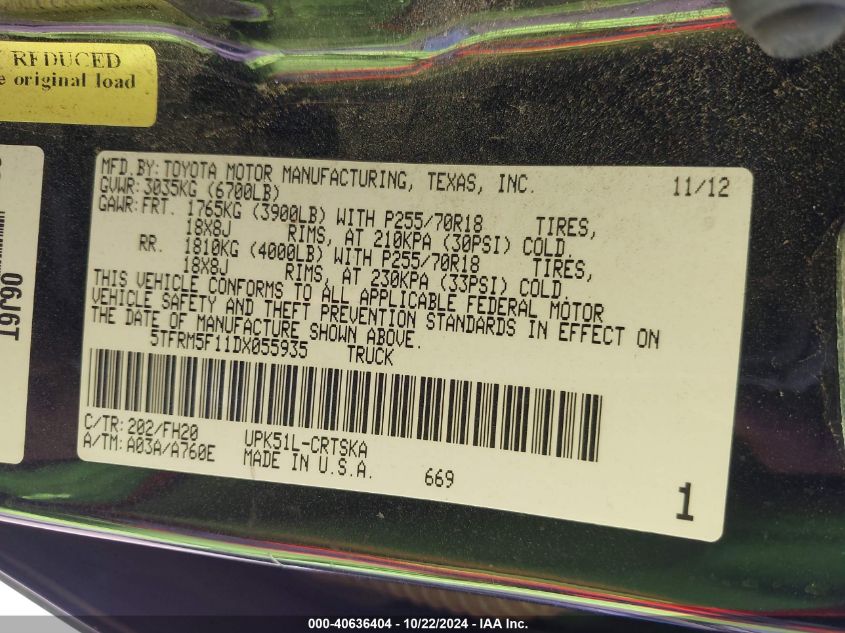 REDUCED
e original load
06J61
MFD.BY:TOYOTA MOTOR MANUFACTURING, TEXAS, INC. 11/12
GVWR:3035KG (6700LB)
GAWR:FRT. 1765KG (3900LB) WITH P255/70R18 TIRES,
18X8J RIMS, AT 210KPA (30PSI) COLD,
RR. 1810KG (4000LB) WITH P255/70R18 TIRES,
18X8J RIMS, AT 230KPA (33PSI) COLD.
THIS VEHICLE CONFORMS TO ALL APPLICABLE FEDERAL MOTOR
VEHICLE SAFETY AND THEFT PREVENTION STANDARDS IN EFFECT ON
THE DATE OF MANUFACTURE SHOWN ABOVE.
5TFRM5F11DX055935 TRUCK
C/TR:202/FH20 UPK51L-CRTSKA
A/TM:A03A/A760E MADE IN U.S.A. 669
1
000-40636404 - 10/22/2024 - IAA Inc.